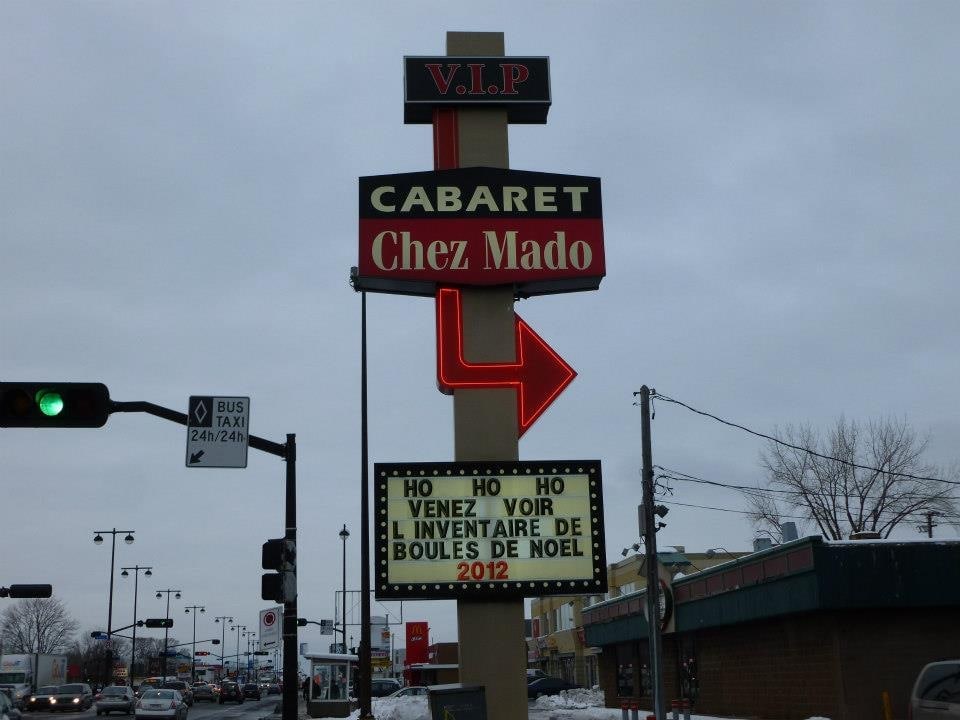 V.I.P
CABARET
Chez Mado
BUS
TAXI
24h/24h
HO HO HO
VENEZ VOIR
L INVENTAIRE DE
BOULES DE NOEL
2012